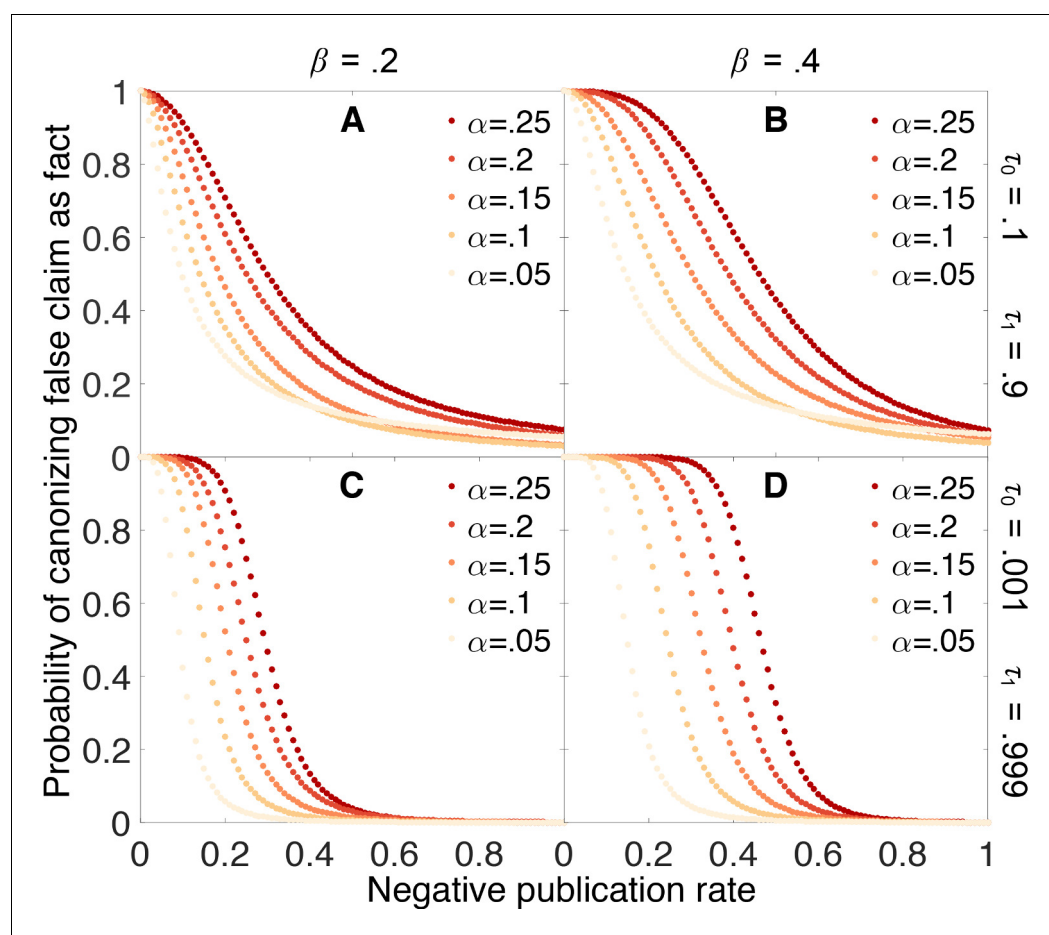 β = .2
β = .4
Probability of canonizing false claim as fact
1
0.8
0.6
0.4
0.2
0
A
α=.25
α=.2
α=.15
α=.1
α=.05
B
α=.25
α=.2
α=.15
α=.1
α=.05
τ₀ = .1 τ₁ = .9
0.8
0.6
0.4
0.2
0
C
α=.25
α=.2
α=.15
α=.1
α=.05
D
α=.25
α=.2
α=.15
α=.1
α=.05
τ₀ = .001 τ₁ = .9999
0 0.2 0.4 0.6 0.8 0 0.2 0.4 0.6 0.8 1
Negative publication rate